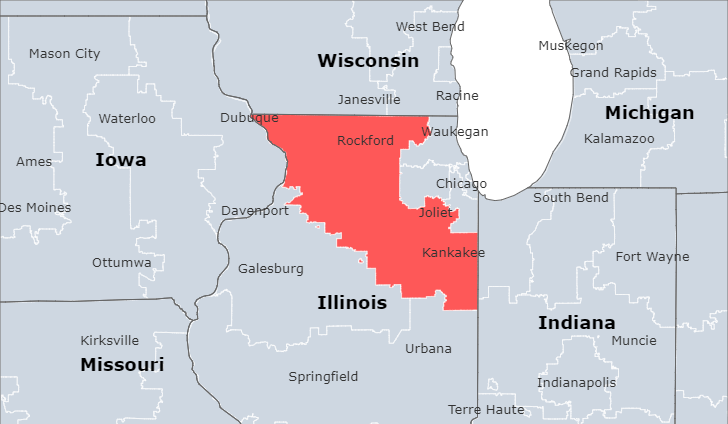 West Bend
Muskegon
Mason City
Wisconsin
Grand Rapids
Racine
Janesville
Michigan
Waterloo
Dubuque
Waukegan
Rockford
Kalamazoo
Ames
Iowa
Chicago
South Bend
Des Moines
Davenport
Joliet
Kankakee
Fort Wayne
Ottumwa
Galesburg
Illinois
Indiana
Kirksville
Muncie
Urbana
Missouri
Springfield
Indianapolis
Terre Haute